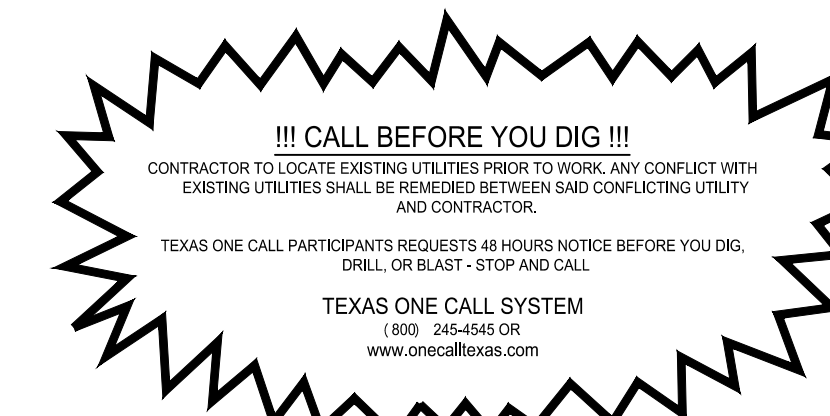 !!! CALL BEFORE YOU DIG !!!
CONTRACTOR TO LOCATE EXISTING UTILITIES PRIOR TO WORK. ANY CONFLICT WITH
EXISTING UTILITIES SHALL BE REMEDIED BETWEEN SAID CONFLICTING UTILITY
AND CONTRACTOR.
TEXAS ONE CALL PARTICIPANTS REQUESTS 48 HOURS NOTICE BEFORE YOU DIG,
DRILL, OR BLAST - STOP AND CALL
TEXAS ONE CALL SYSTEM
( 800) 245-4545 OR
www.onecalltexas.com